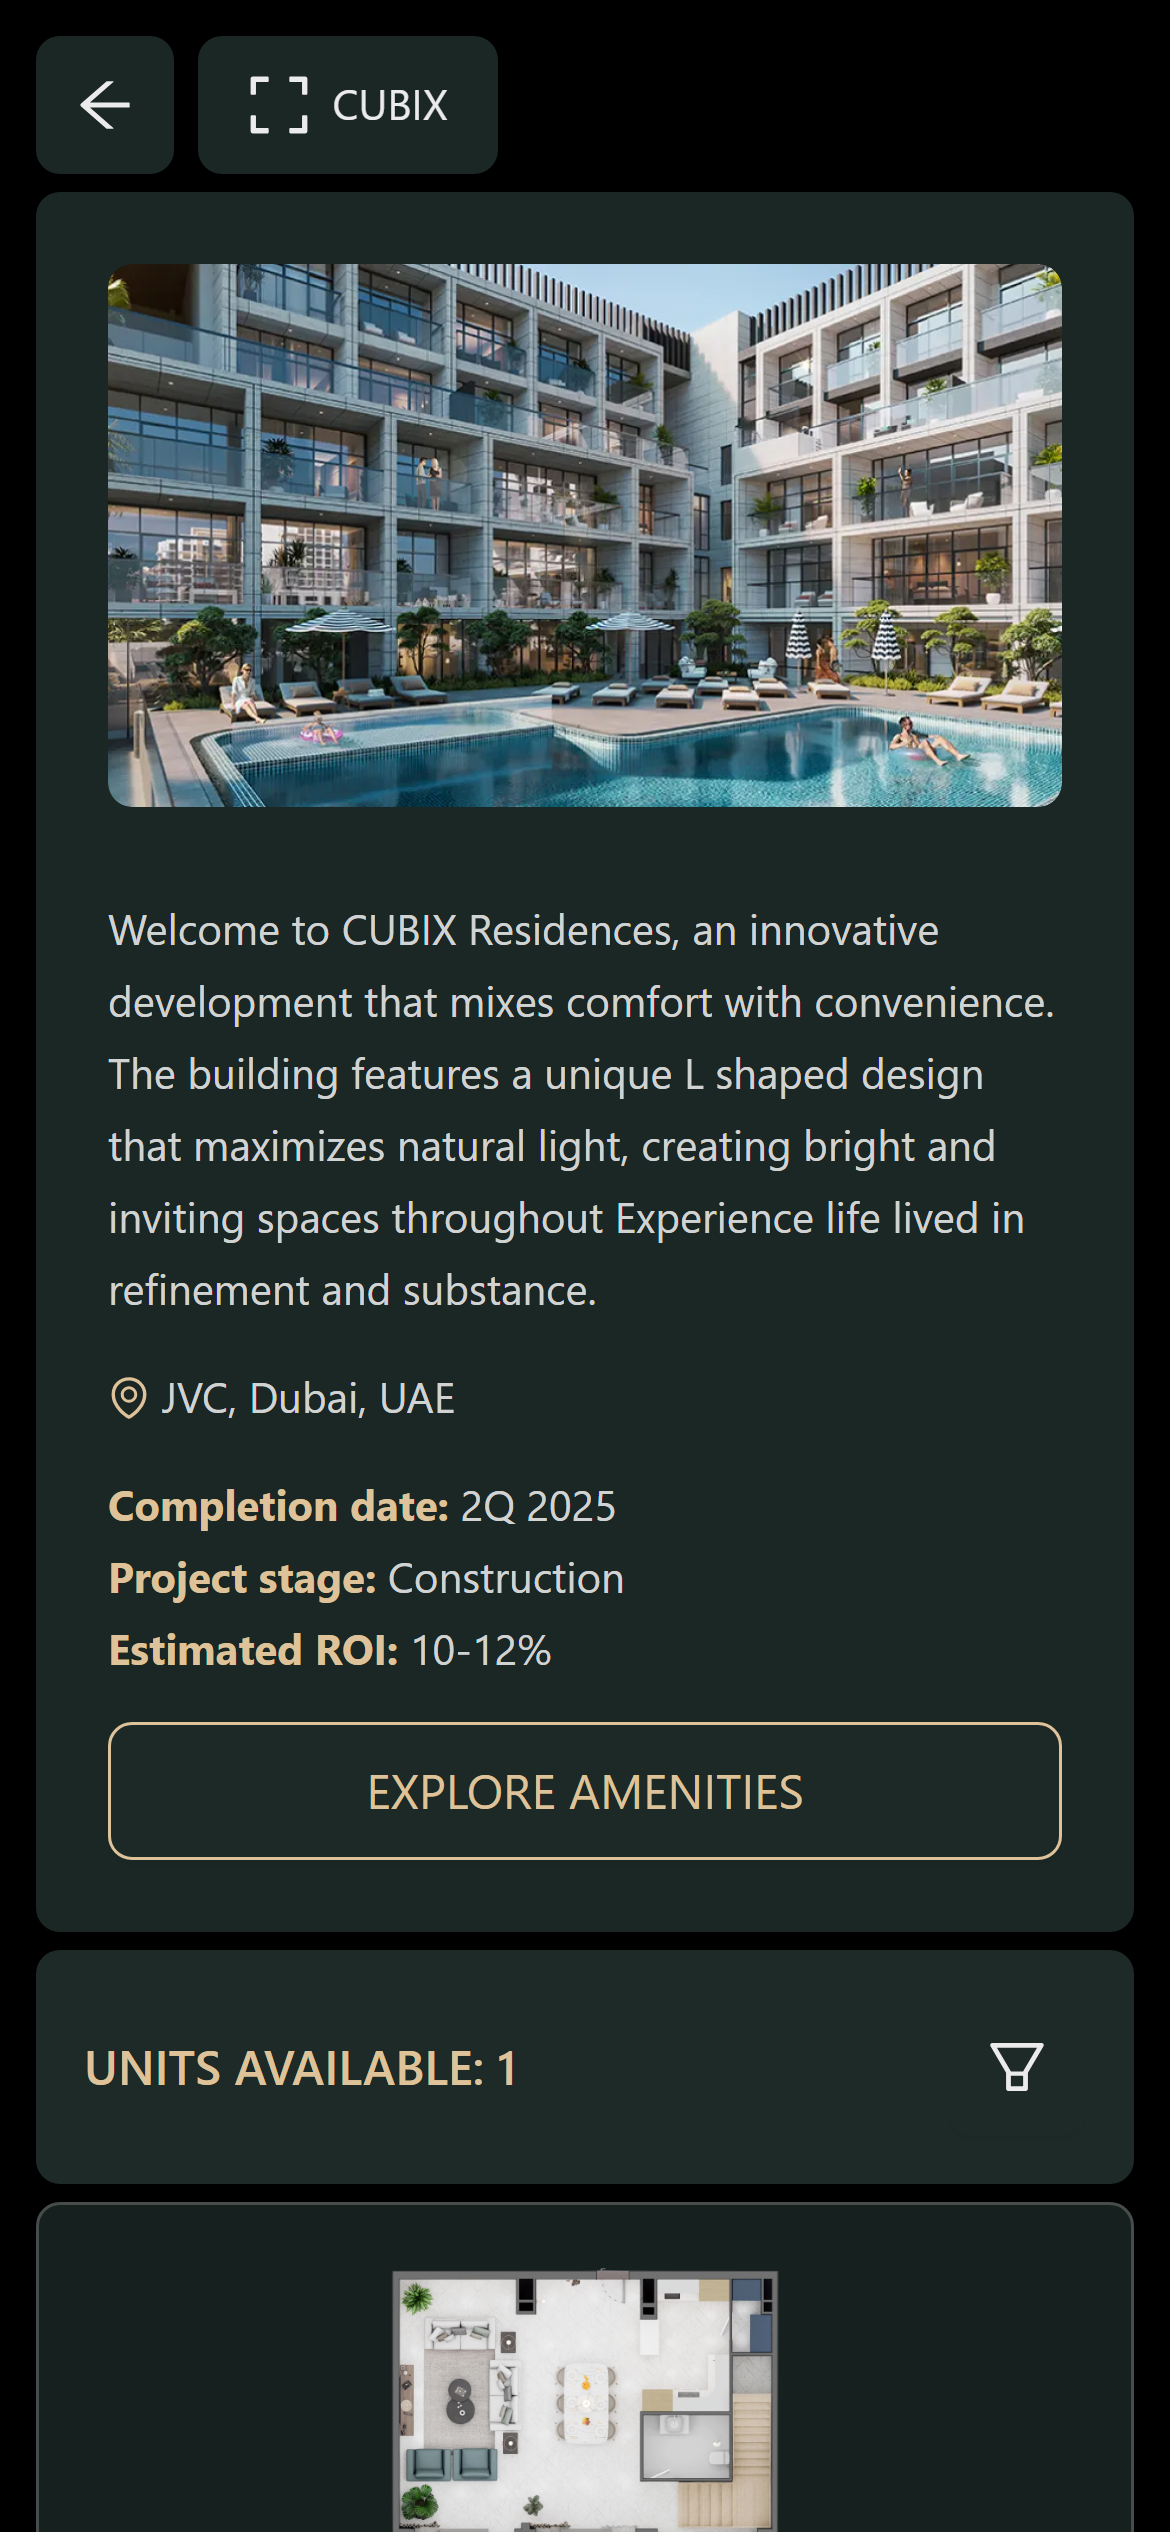 CUBIX
Welcome to CUBIX Residences, an innovative
development that mixes comfort with convenience.
The building features a unique L shaped design
that maximizes natural light, creating bright and
inviting spaces throughout Experience life lived in
refinement and substance.
JVC, Dubai, UAE
Completion date: 2Q 2025
Project stage: Construction
Estimated ROI: 10-12%
EXPLORE AMENITIES
UNITS AVAILABLE: 1